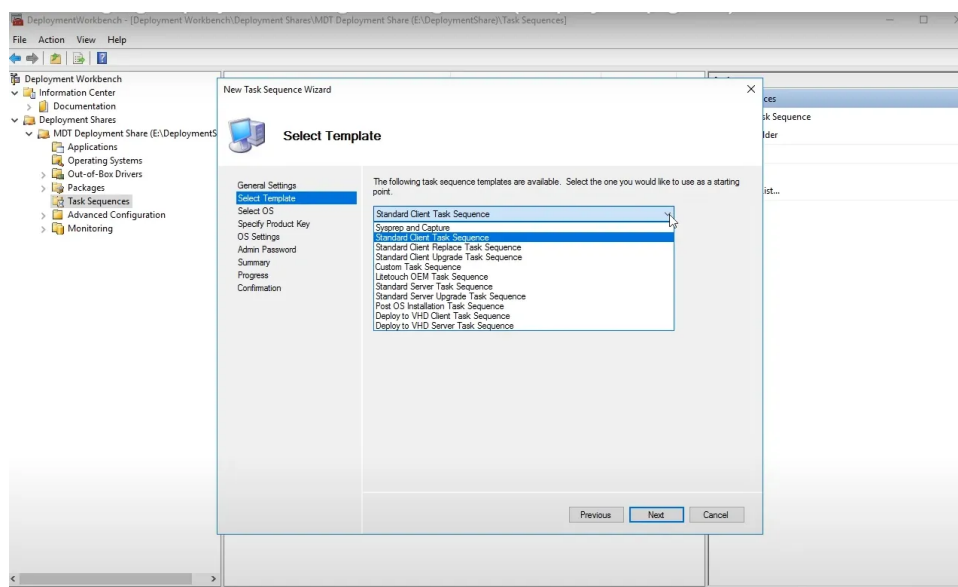 DeploymentWorkbench - [Deployment Workbench\Deployment Shares\MDT Deployment Share (E:\DeploymentShare)\Task Sequences]
File Action View Help
Deployment Workbench
Information Center
Documentation
Deployment Shares
MDT Deployment Share (E:\DeploymentS
Applications
Operating Systems
Out-of-Box Drivers
Packages
Task Sequences
Advanced Configuration
Monitoring
New Task Sequence Wizard
Select Template
General Settings
Select Template
Select OS
Specify Product Key
OS Settings
Admin Password
Summary
Progress
Confirmation
The following task sequence templates are available. Select the one you would like to use as a starting
point.
Standard Client Task Sequence
Sysprep and Capture
Standard Client Task Sequence
Standard Client Replace Task Sequence
Standard Client Upgrade Task Sequence
Custom Task Sequence
Litetouch OEM Task Sequence
Standard Server Task Sequence
Standard Server Upgrade Task Sequence
Post OS Installation Task Sequence
Deploy to VHD Client Task Sequence
Deploy to VHD Server Task Sequence
Previous Next Cancel
ces
sk Sequence
lder
ist...